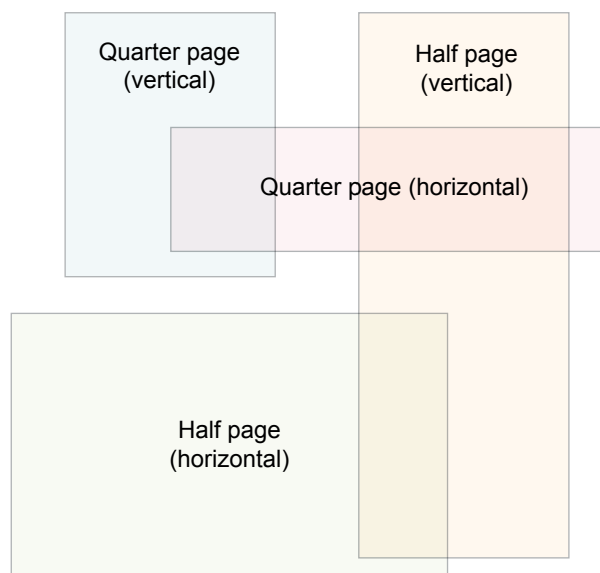 Quarter page
(vertical)
Half page
(vertical)
Quarter page (horizontal)
Half page
(horizontal)